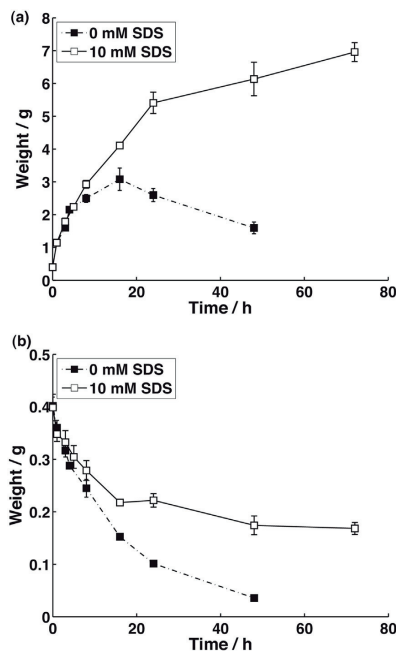 (a)
8
7
6
5
4
3
2
1
0
0 mM SDS
10 mM SDS
Weight / g
0 20 40 60 80
Time / h
(b)
0.5
0.4
0.3
0.2
0.1
0
0 mM SDS
10 mM SDS
Weight / g
0 20 40 60 80
Time / h